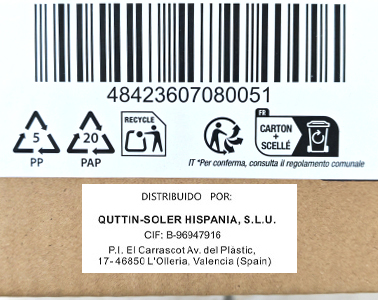 48423607080051
RECYCLE
FR
CARTON
+
SCELLÉ
5
PP
20
PAP
IT *Per conferma, consulta il regolamento comunale
DISTRIBUIDO POR:
QUTTIN-SOLER HISPANIA, S.L.U.
CIF: B-96947916
P.I. El Carrascot Av. del Plàstic,
17-46850 L'Olleria, Valencia (Spain)